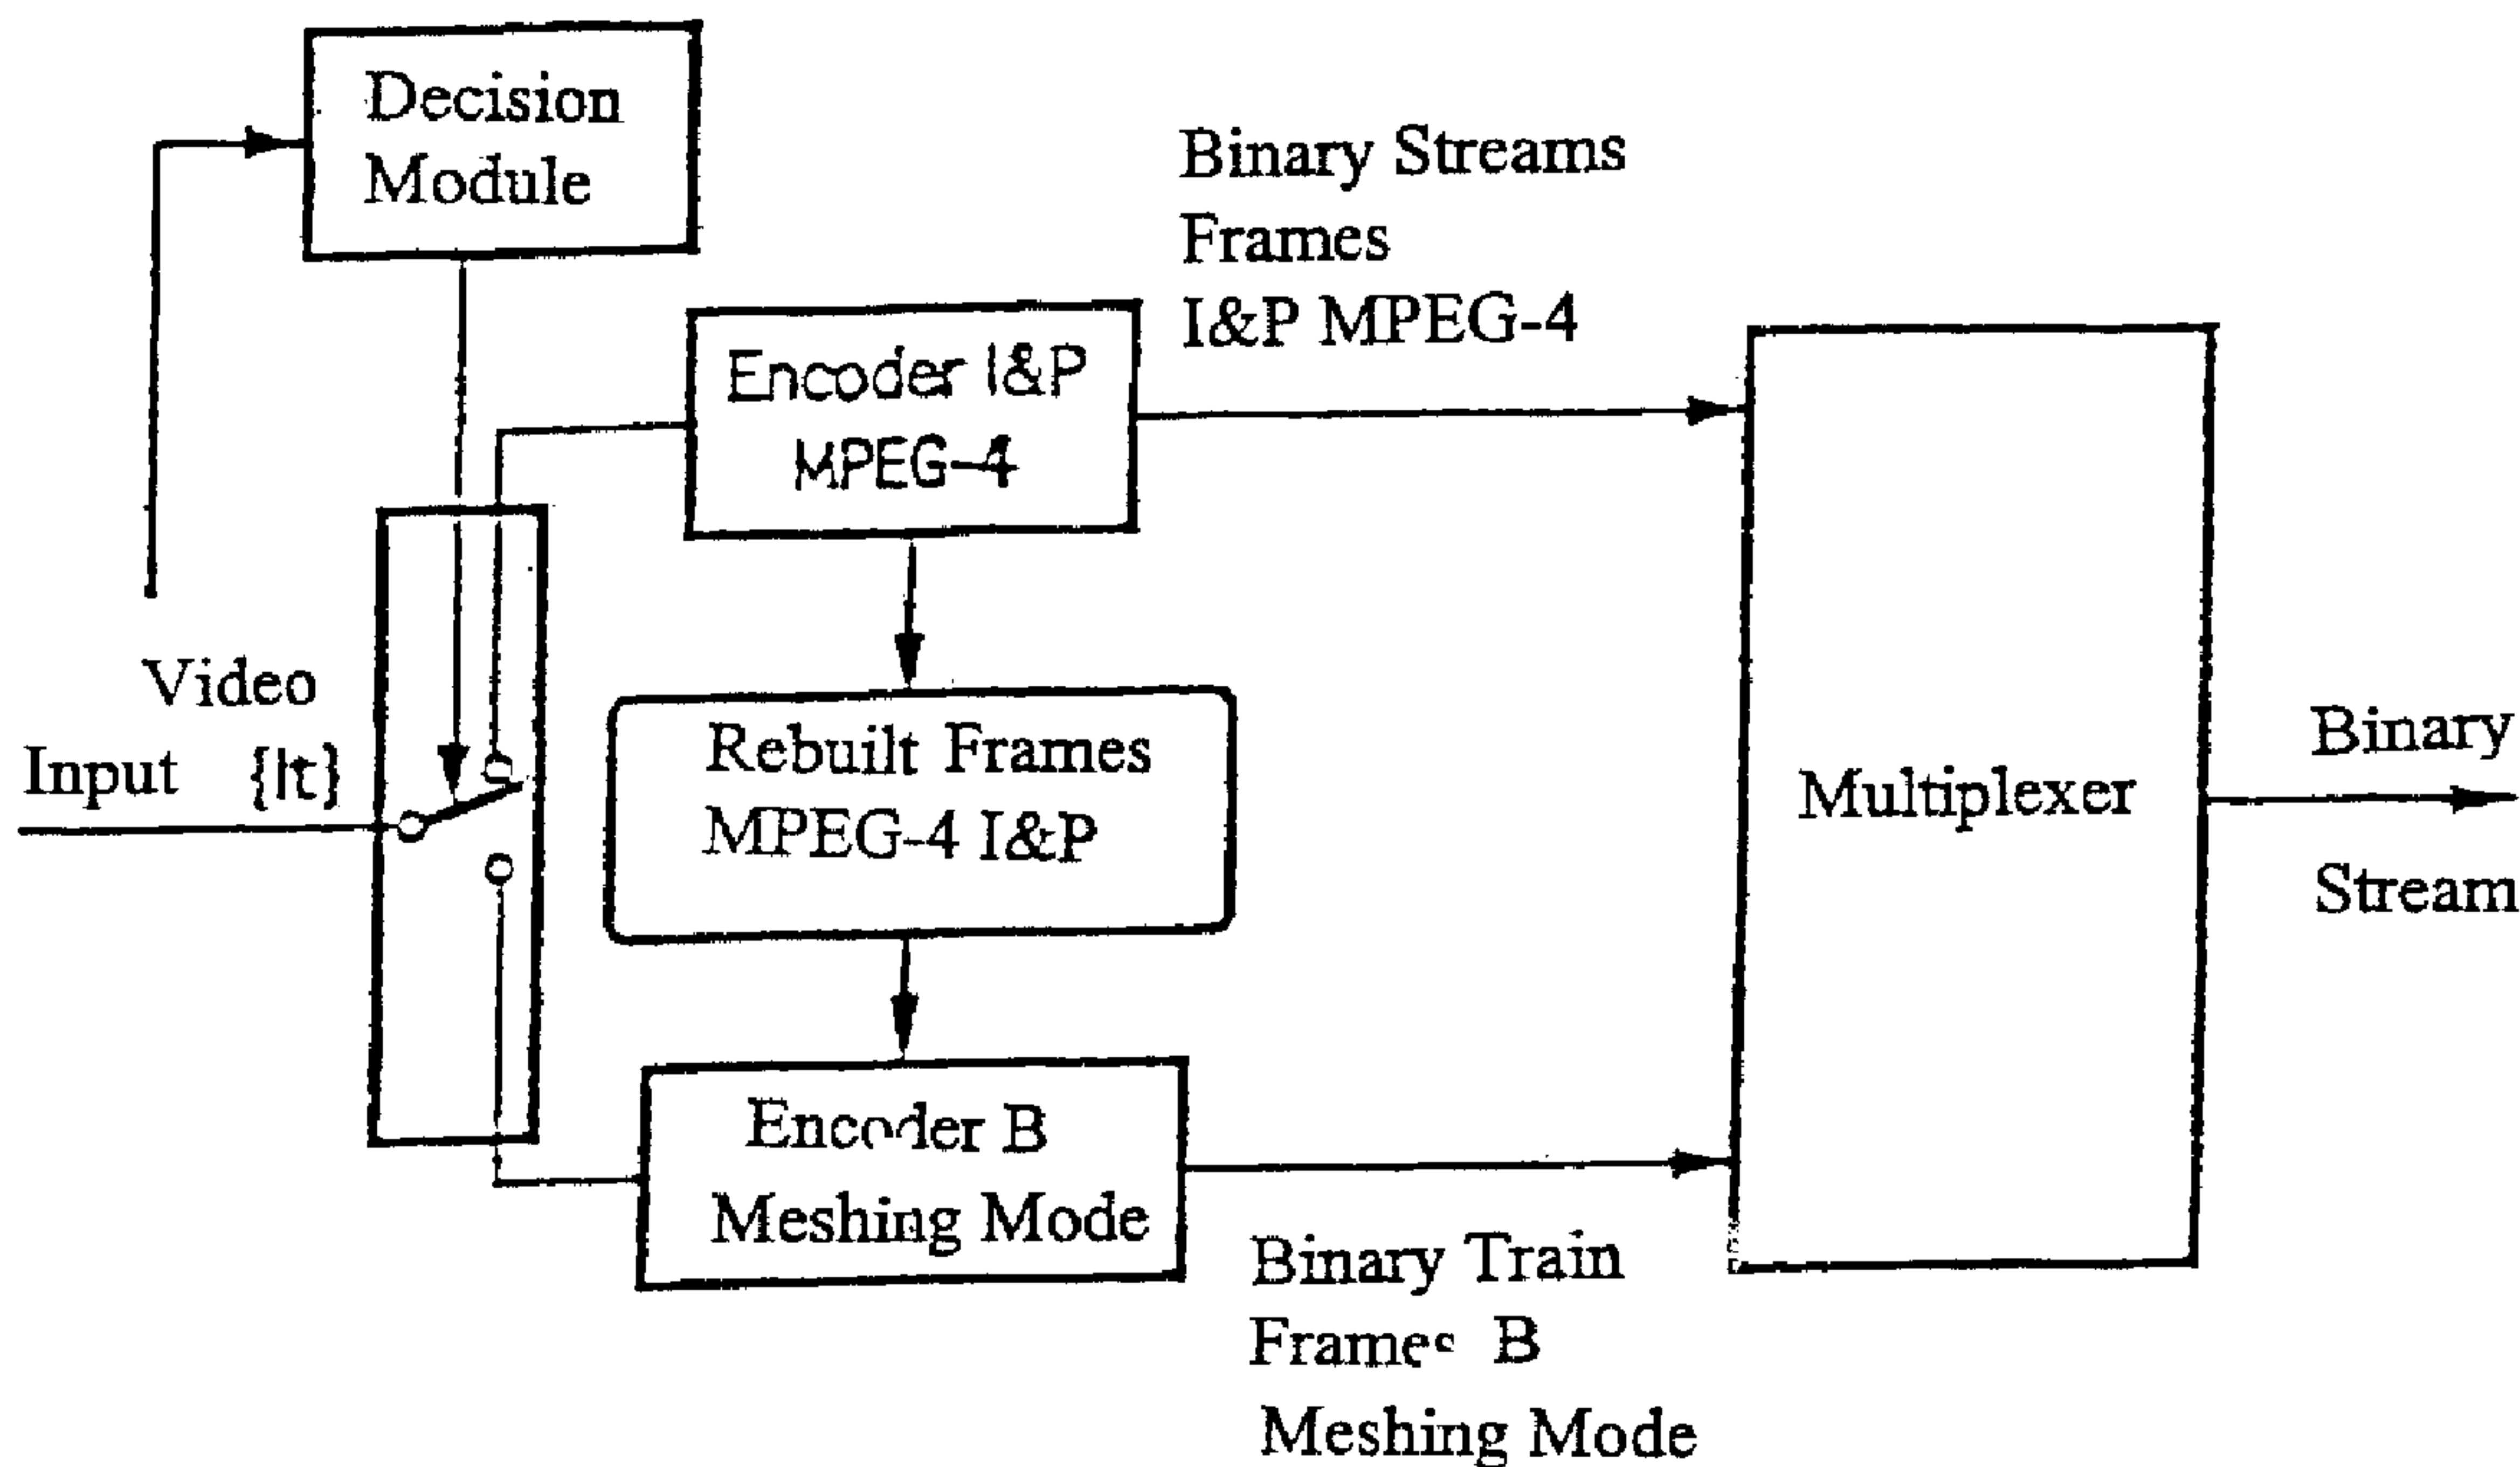 Decision
Module
Binary Streams
Frames
I&P MPEG-4
Encoder I&P
MPEG-4
Video
Input {It}
Rebuilt Frames
MPEG-4 I&P
Multiplexer
Binary
Stream
Encoder B
Meshing Mode
Binary Train
Frames B
Meshing Mode